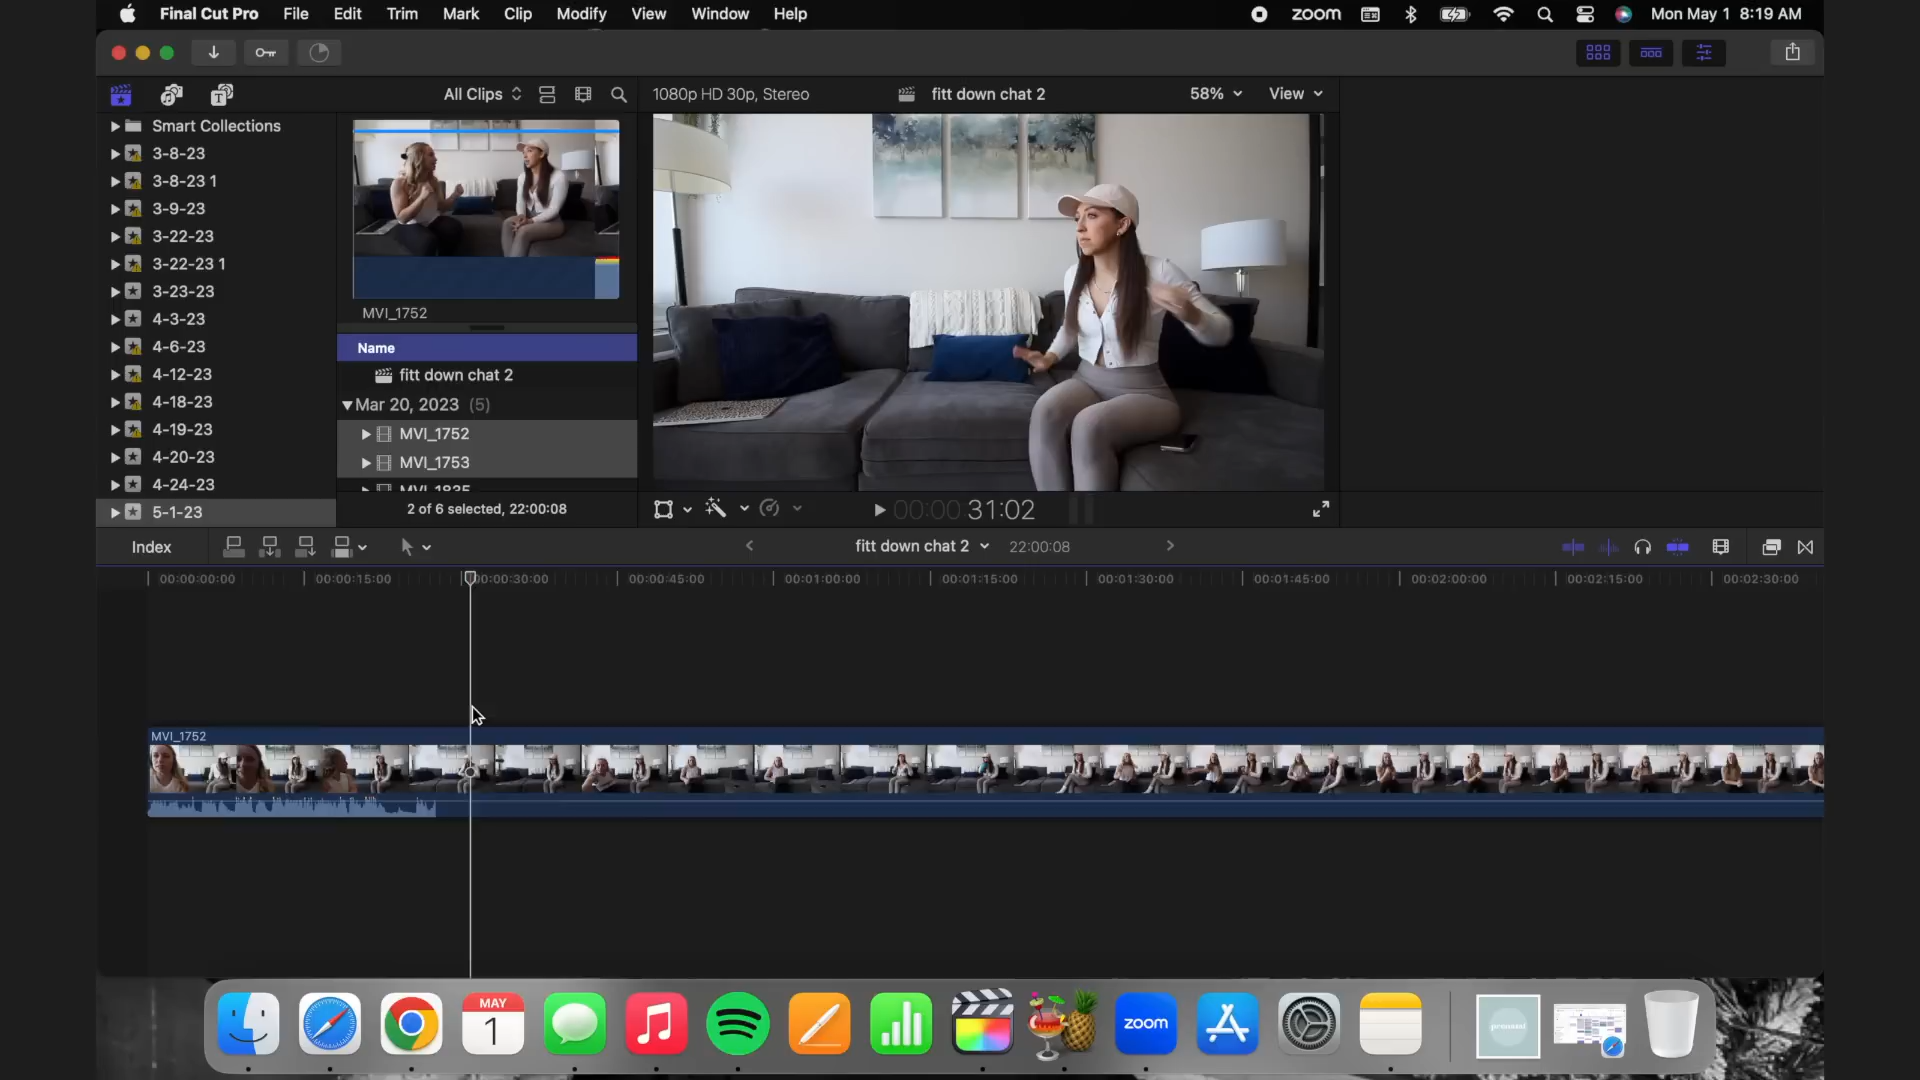 Final Cut Pro File Edit Trim Mark Clip Modify View Window Help zoom Mon May 1 8:19 AM
All Clips 1080p HD 30p, Stereo fitt down chat 2 58% View
Smart Collections
3-8-23
3-8-23 1
3-9-23
3-22-23
3-22-23 1
3-23-23
4-3-23
4-6-23
4-12-23
4-18-23
4-19-23
4-20-23
4-24-23
5-1-23
MVI_1752
Name
fitt down chat 2
Mar 20, 2023 (5)
MVI_1752
MVI_1753
MVI_1835
2 of 6 selected, 22:00:08
00:00:31:02
Index fitt down chat 2 22:00:08
00:00:00:00 00:00:15:00 00:00:30:00 00:00:45:00 00:01:00:00 00:01:15:00 00:01:30:00 00:01:45:00 00:02:00:00 00:02:15:00 00:02:30:00
MVI_1752
MAY
1
zoom
prenatal